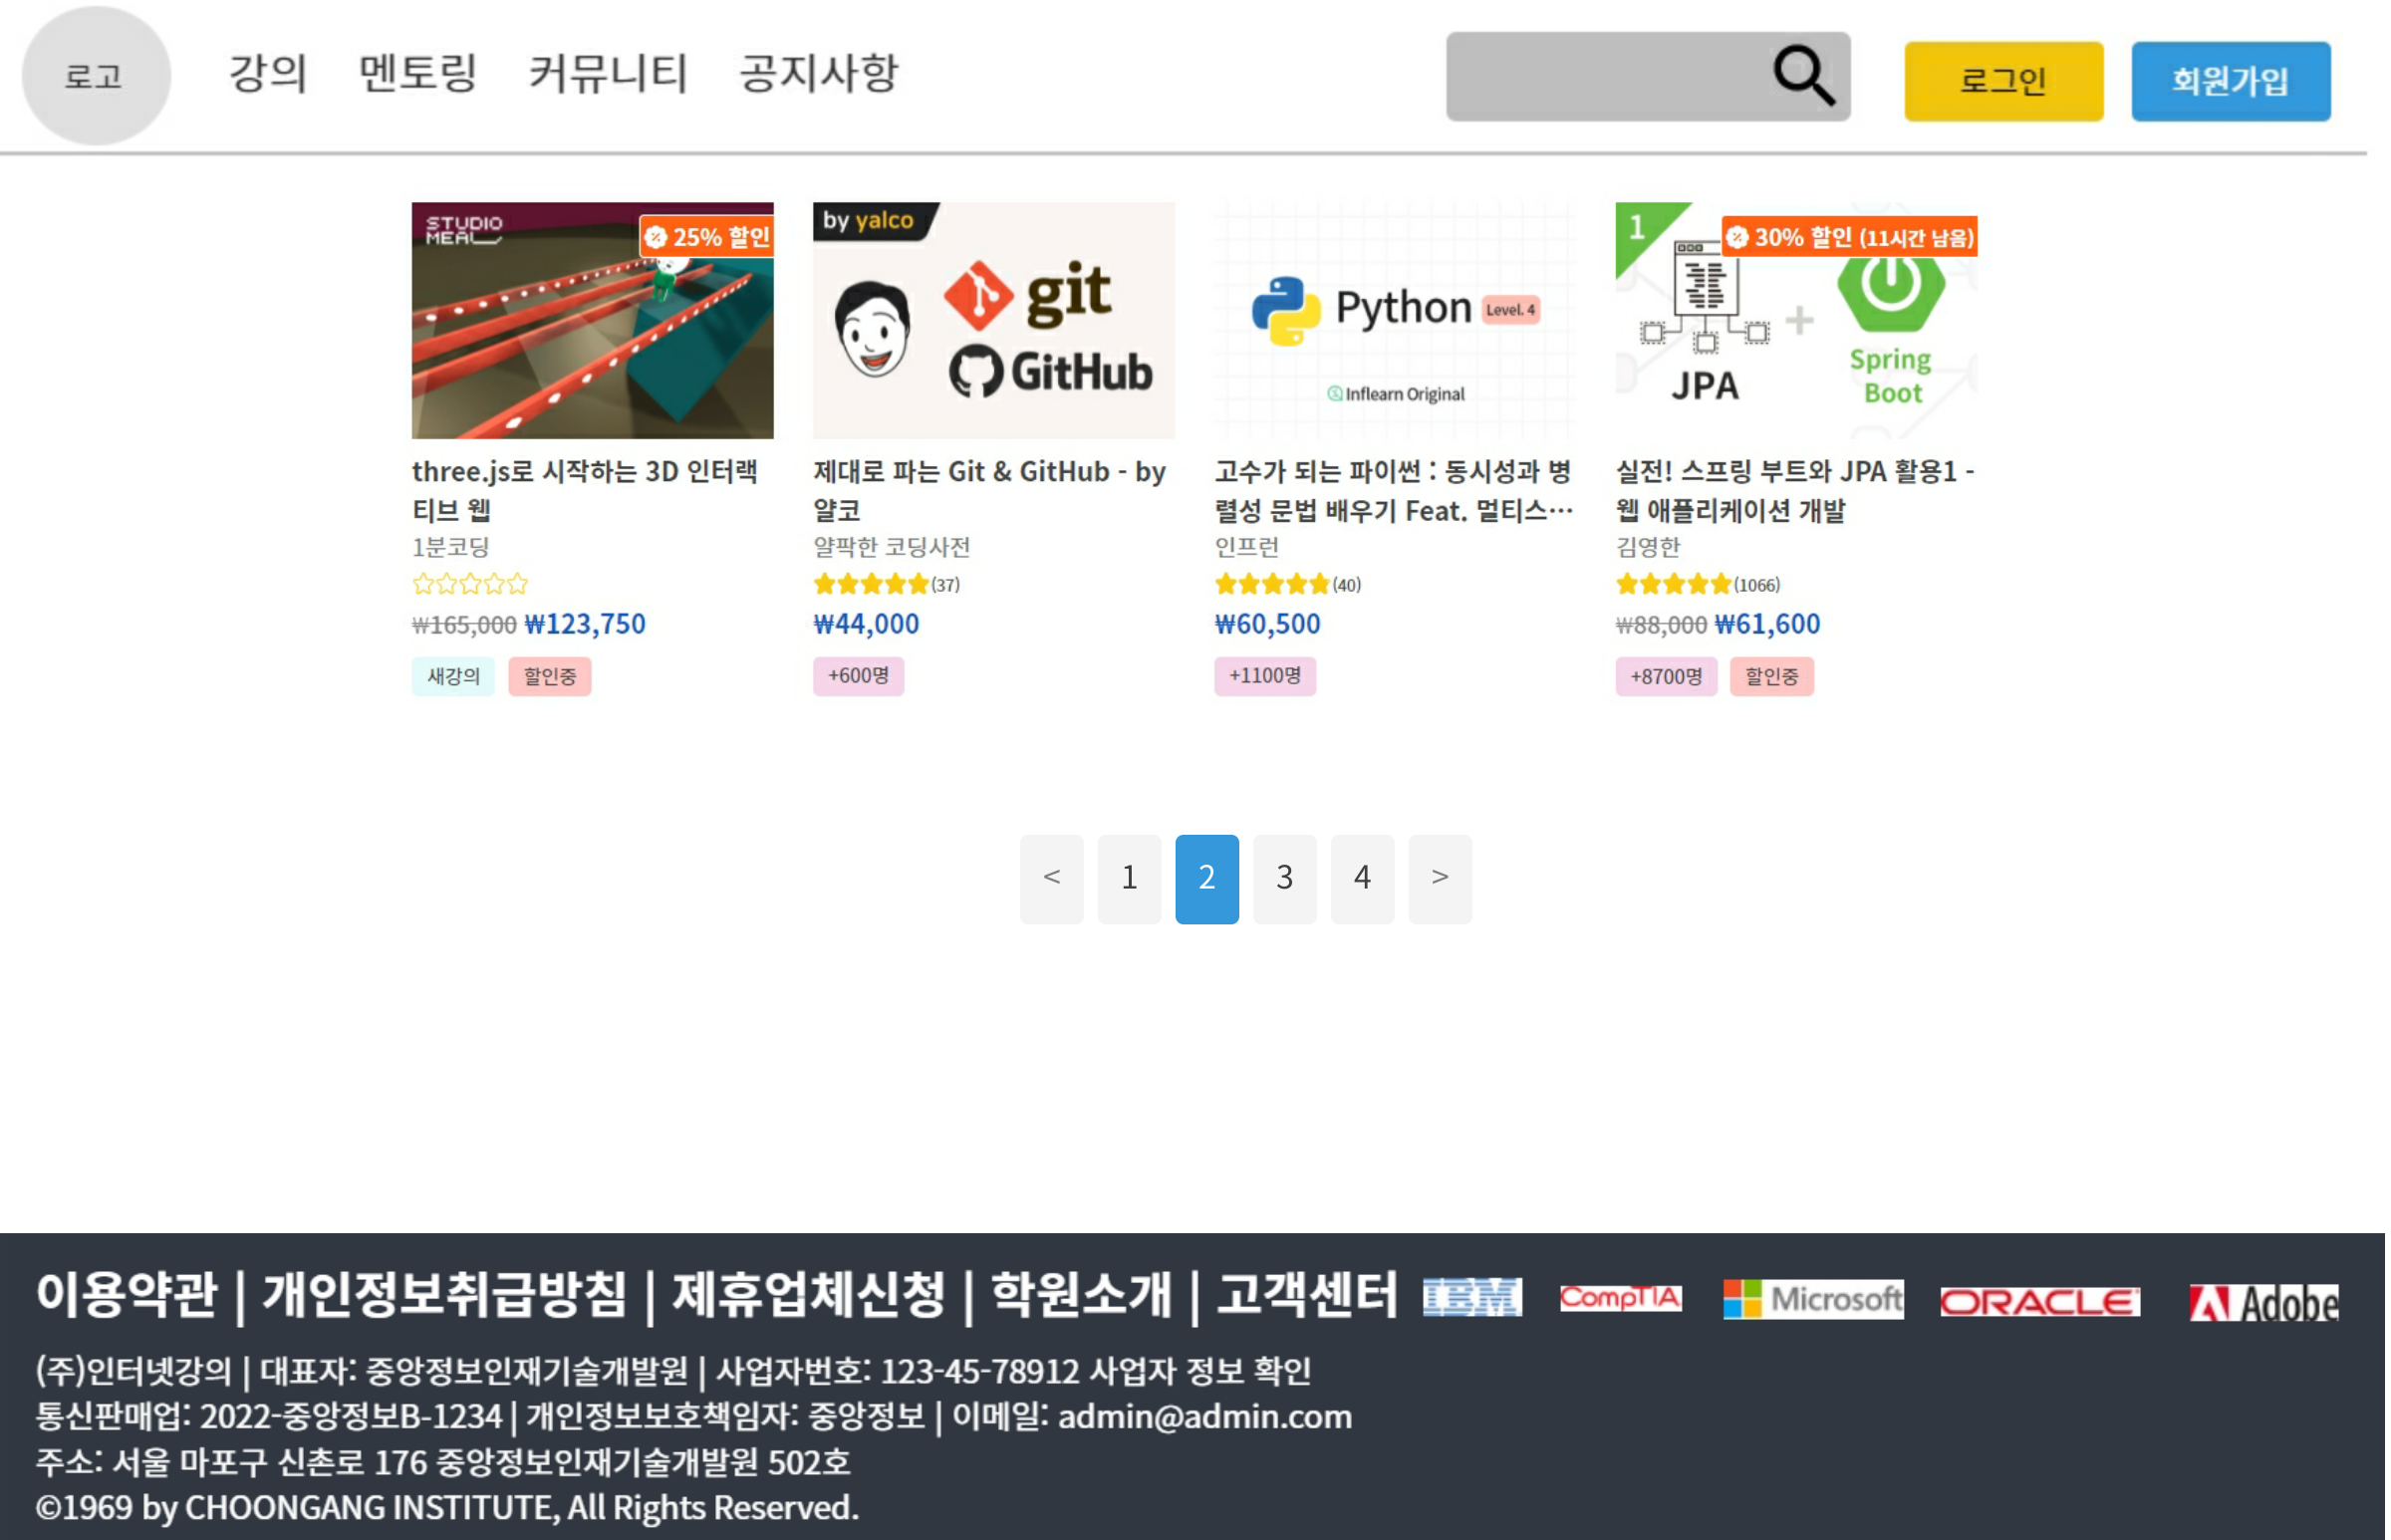 로고
강의 멘토링 커뮤니티 공지사항
로그인
회원가입
STUDIO
MEAL
25% 할인
three.js로 시작하는 3D 인터랙
티브 웹
1분코딩
₩165,000 ₩123,750
새강의 할인중
by yalco
git
GitHub
제대로 파는 Git & GitHub - by
얄코
얄팍한 코딩사전
(37)
₩44,000
+600명
Python Level. 4
Inflearn Original
고수가 되는 파이썬 : 동시성과 병
렬성 문법 배우기 Feat. 멀티스…
인프런
(40)
₩60,500
+1100명
1
30% 할인 (11시간 남음)
JPA
+
Spring
Boot
실전! 스프링 부트와 JPA 활용1 -
웹 애플리케이션 개발
김영한
(1066)
₩88,000 ₩61,600
+8700명 할인중
< 1 2 3 4 >
이용약관 | 개인정보취급방침 | 제휴업체신청 | 학원소개 | 고객센터
IBM CompTIA Microsoft ORACLE Adobe
(주)인터넷강의 | 대표자: 중앙정보인재기술개발원 | 사업자번호: 123-45-78912 사업자 정보 확인
통신판매업: 2022-중앙정보B-1234 | 개인정보보호책임자: 중앙정보 | 이메일: admin@admin.com
주소: 서울 마포구 신촌로 176 중앙정보인재기술개발원 502호
©1969 by CHOONGANG INSTITUTE, All Rights Reserved.